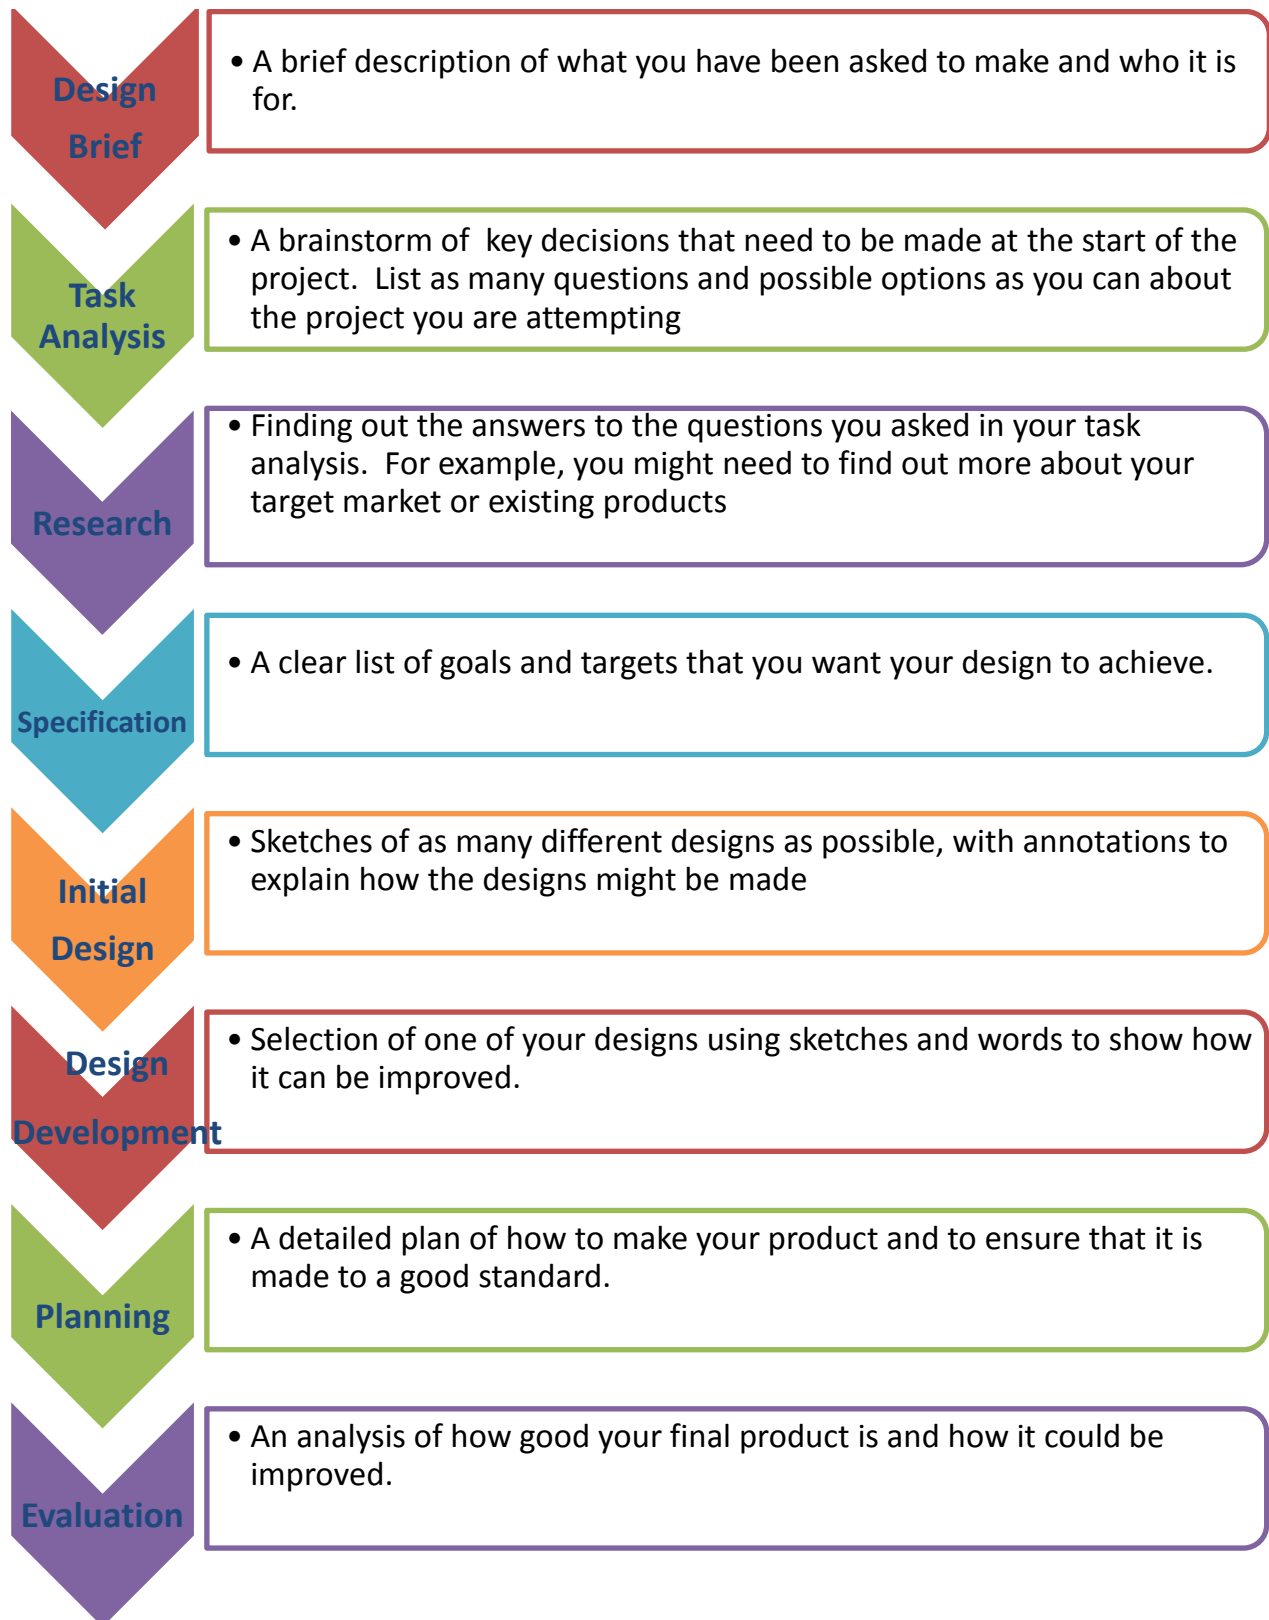 Design
Brief
• A brief description of what you have been asked to make and who it is
for.
Task
Analysis
• A brainstorm of  key decisions that need to be made at the start of the
project.  List as many questions and possible options as you can about
the project you are attempting
Research
• Finding out the answers to the questions you asked in your task
analysis.  For example, you might need to find out more about your
target market or existing products
Specification
• A clear list of goals and targets that you want your design to achieve.
Initial
Design
• Sketches of as many different designs as possible, with annotations to
explain how the designs might be made
Design
Development
• Selection of one of your designs using sketches and words to show how
it can be improved.
Planning
• A detailed plan of how to make your product and to ensure that it is
made to a good standard.
Evaluation
• An analysis of how good your final product is and how it could be
improved.